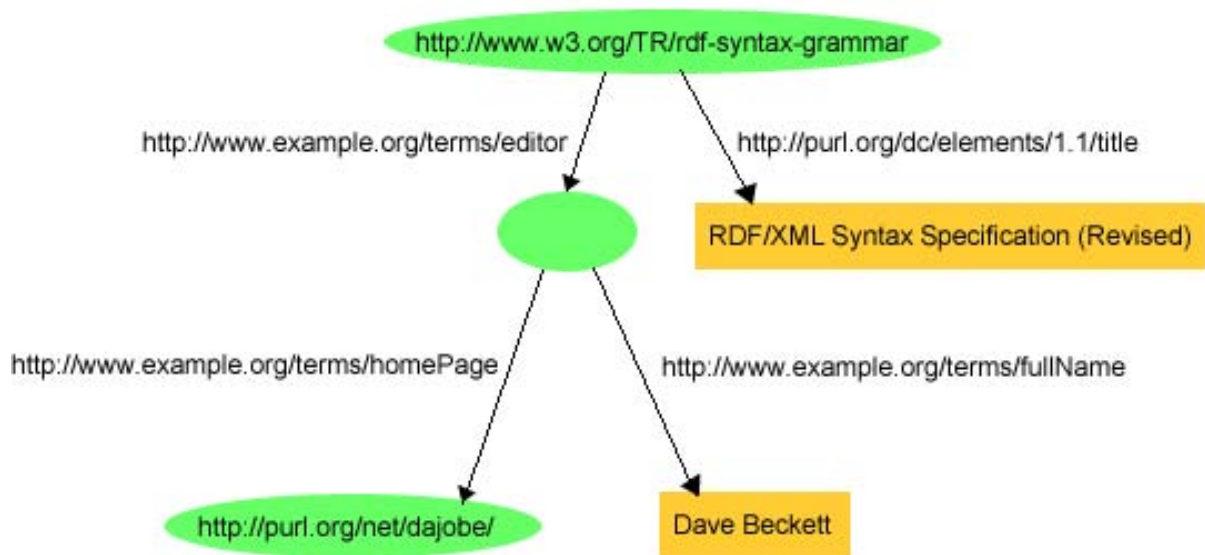 http://www.w3.org/TR/rdf-syntax-grammar
http://www.example.org/terms/editor
http://purl.org/dc/elements/1.1/title
RDF/XML Syntax Specification (Revised)
http://www.example.org/terms/homePage
http://www.example.org/terms/fullName
http://purl.org/net/dajobe/
Dave Beckett